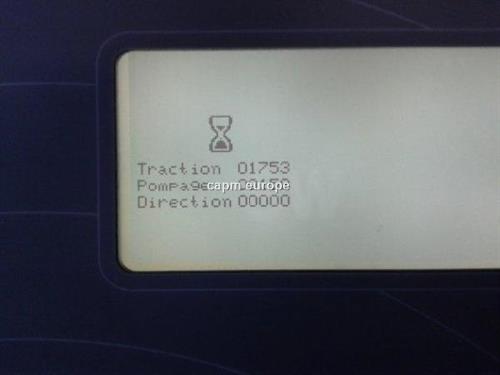 Traction 01753
Pompage
capm europe
Direction 00000